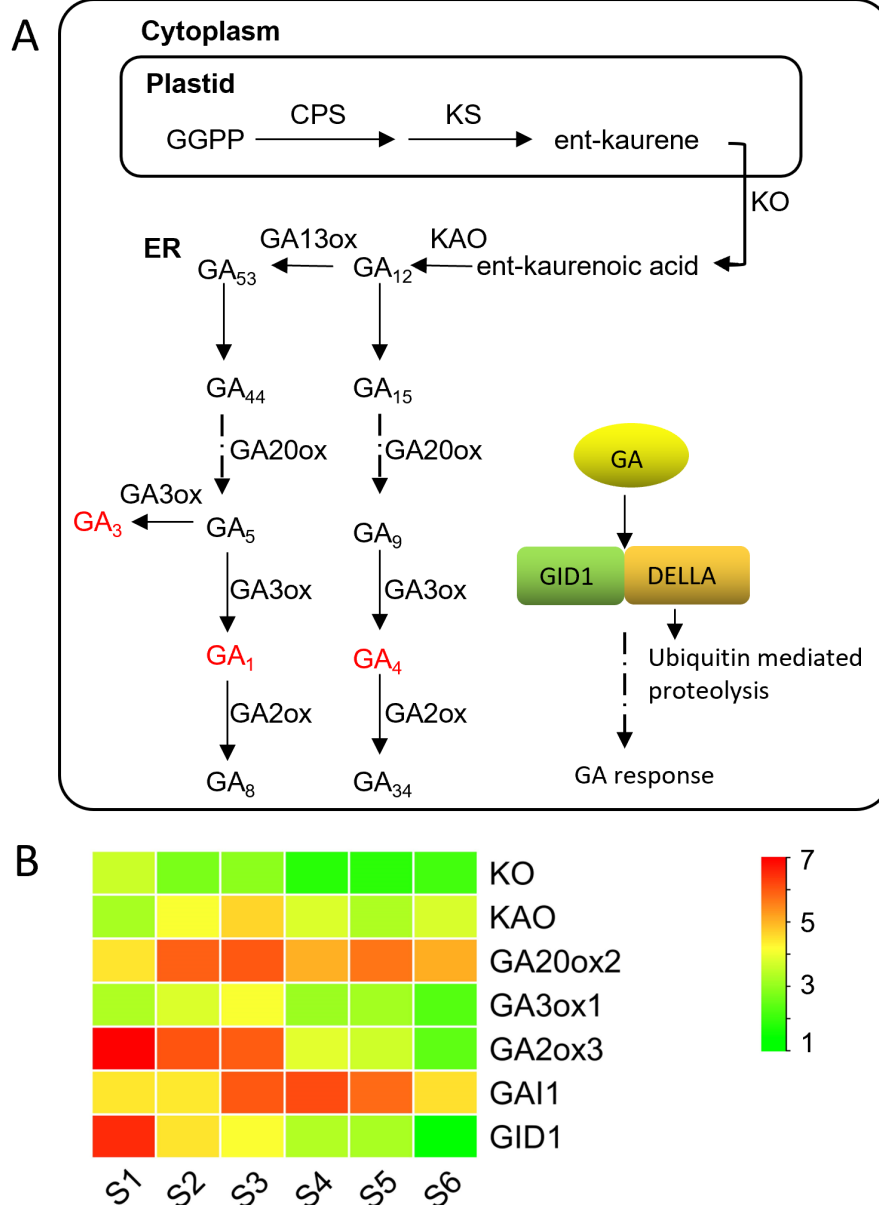 A
Cytoplasm
Plastid
CPS KS
GGPP ent-kaurene
KO
ER GA13ox KAO
GA53 GA12 ent-kaurenoic acid
GA44 GA15
GA20ox GA20ox
GA
GA3ox
GA3 GA5 GA9
GID1 DELLA
GA3ox GA3ox
GA1 GA4 Ubiquitin mediated
proteolysis
GA2ox GA2ox
GA8 GA34 GA response
B
7
KO
KAO
5
GA20ox2
3
GA3ox1
1
GA2ox3
GAI1
GID1
S1 S2 S3 S4 S5 S6